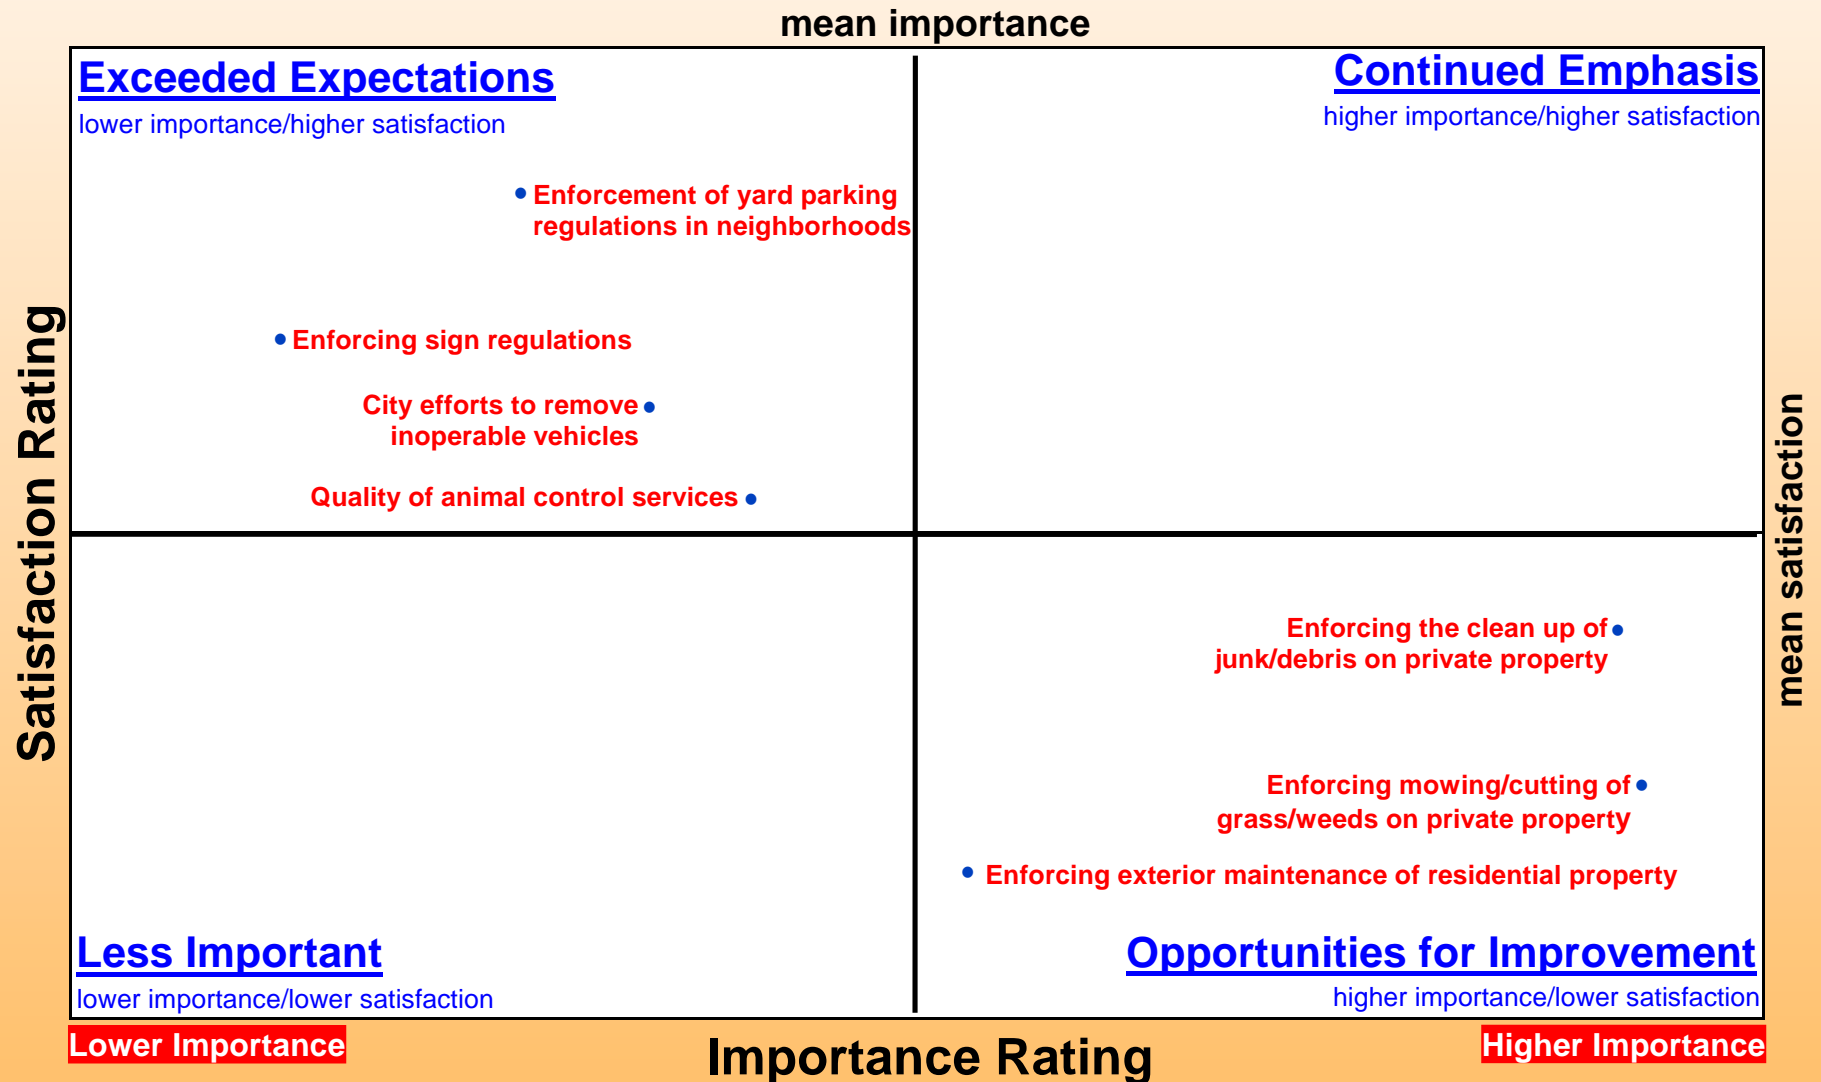 mean importance
Exceeded Expectations
lower importance/higher satisfaction
Continued Emphasis
higher importance/higher satisfaction
Enforcement of yard parking
regulations in neighborhoods
Enforcing sign regulations
City efforts to remove
inoperable vehicles
Quality of animal control services
Satisfaction Rating
mean satisfaction
Enforcing the clean up of
junk/debris on private property
Enforcing mowing/cutting of
grass/weeds on private property
Enforcing exterior maintenance of residential property
Less Important
lower importance/lower satisfaction
Opportunities for Improvement
higher importance/lower satisfaction
Lower Importance
Importance Rating
Higher Importance